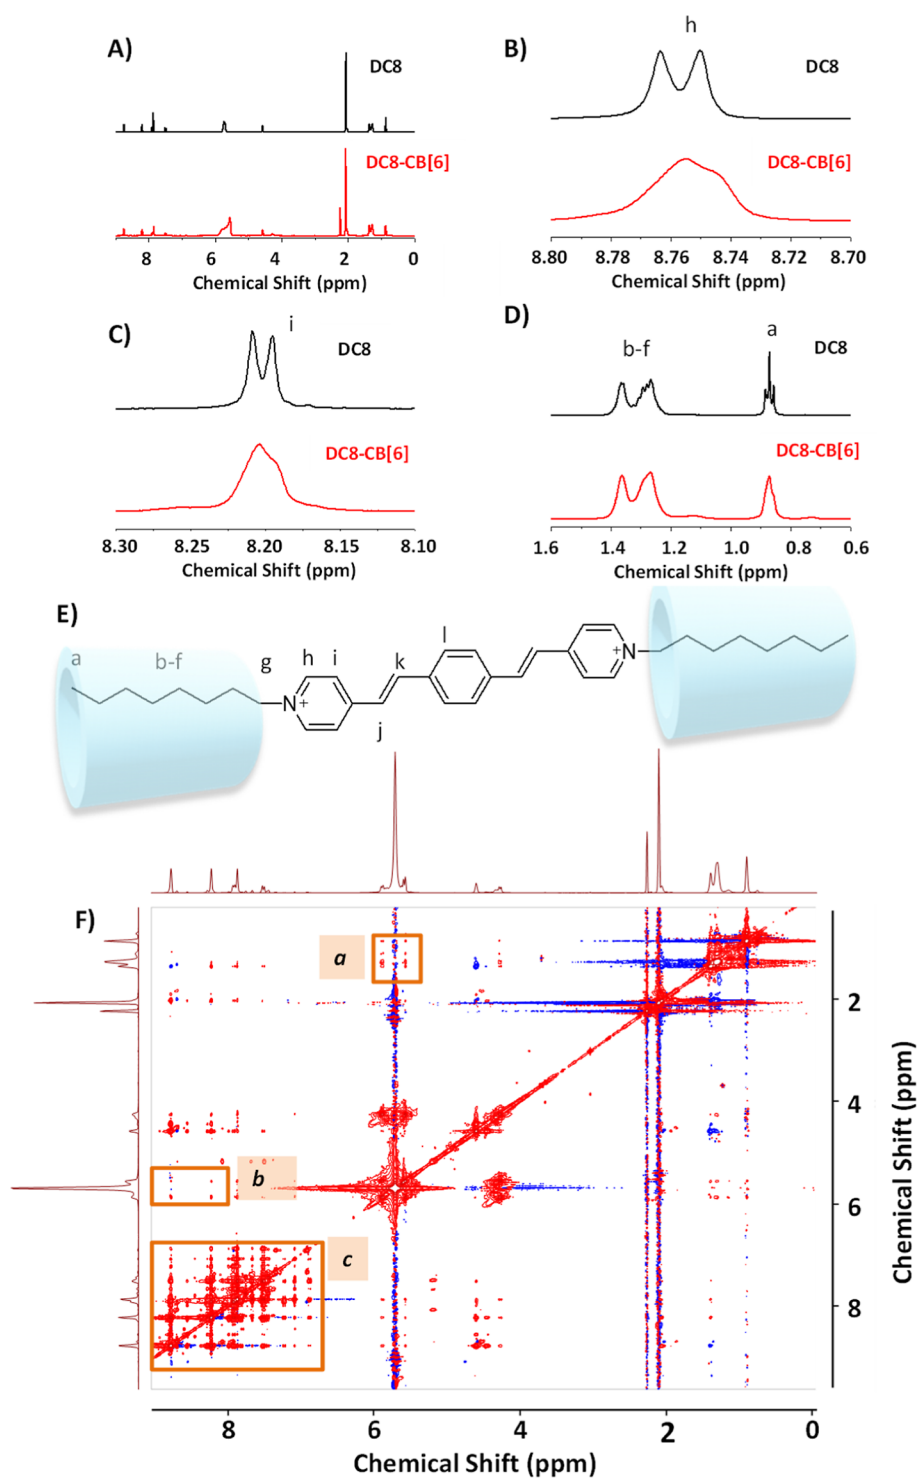 A)
DC8
DC8-CB[6]
8 6 4 2 0
Chemical Shift (ppm)
B)
h
DC8
DC8-CB[6]
8.80 8.78 8.76 8.74 8.72 8.70
Chemical Shift (ppm)
C)
i
DC8
DC8-CB[6]
8.30 8.25 8.20 8.15 8.10
Chemical Shift (ppm)
D)
a
b-f
DC8
DC8-CB[6]
1.6 1.4 1.2 1.0 0.8 0.6
Chemical Shift (ppm)
E)
a b-f g h i k l
N+
j
N+
F)
a
b
c
2
4
6
8
Chemical Shift (ppm)
8 6 4 2 0
Chemical Shift (ppm)